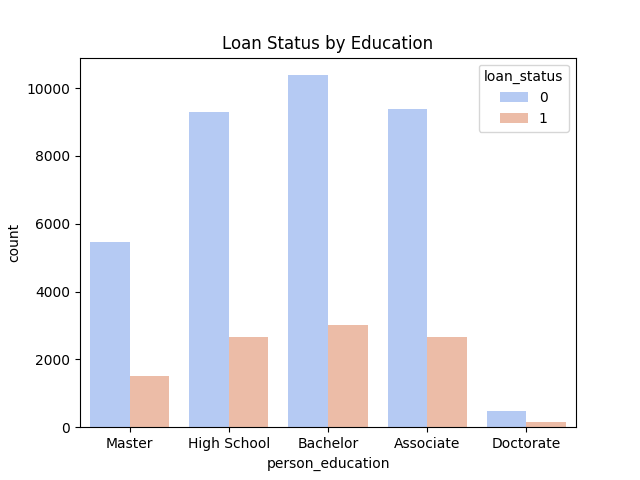 Loan Status by Education
loan_status
0
1
10000
8000
6000
4000
2000
0
count
Master
High School
Bachelor
Associate
Doctorate
person_education